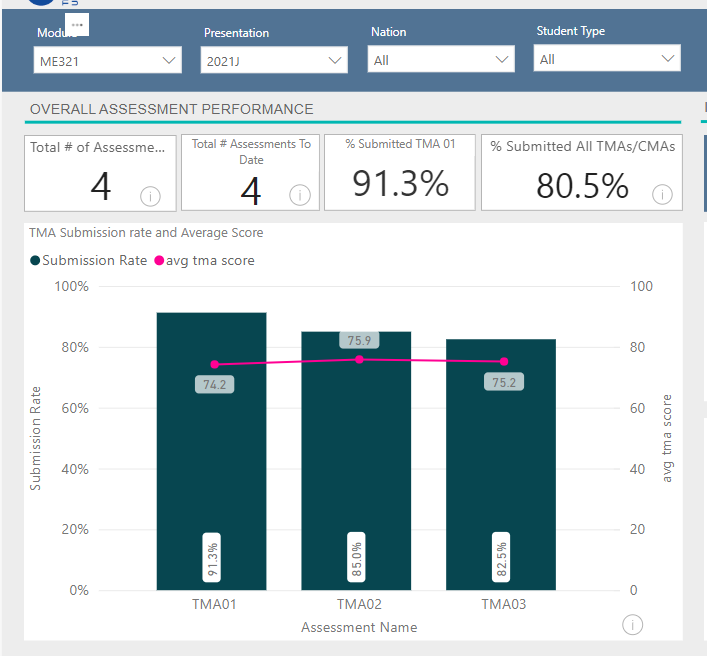 Module
Presentation
Nation
Student Type
ME321
2021J
All
All
OVERALL ASSESSMENT PERFORMANCE
Total # of Assessme...
4
Total # Assessments To
Date
4
% Submitted TMA 01
91.3%
% Submitted All TMAs/CMAs
80.5%
TMA Submission rate and Average Score
Submission Rate
avg tma score
100%
80%
60%
40%
20%
0%
Submission Rate
100
80
60
40
20
0
avg tma score
74.2
75.9
75.2
91.3%
85.0%
82.5%
TMA01
TMA02
TMA03
Assessment Name